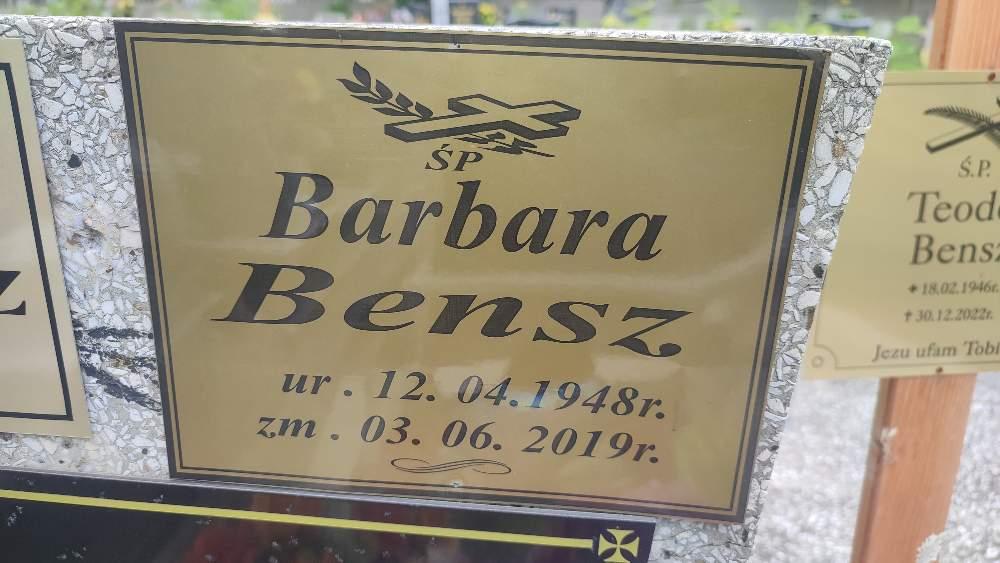 ŚP
Barbara
Bensz
ur . 12. 04.1948r.
zm . 03. 06. 2019r.
Ś.P.
Bensz
18.02.1946r.
† 30.12.2022r.
Jezu ufam